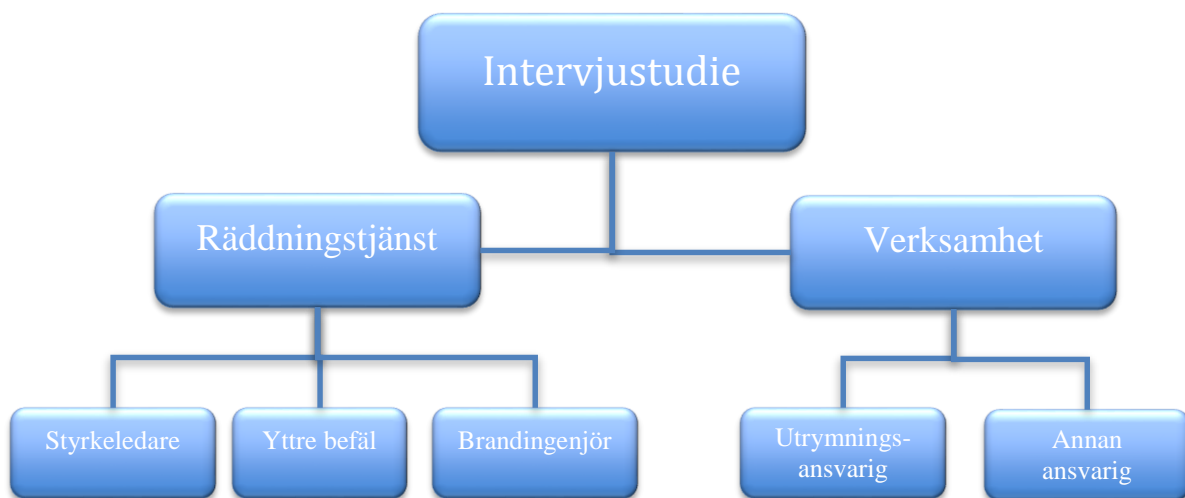 Intervjustudie
Räddningstjänst
Verksamhet
Styrkeledare
Yttre befäl
Brandingenjör
Utrymnings-
ansvarig
Annan
ansvarig